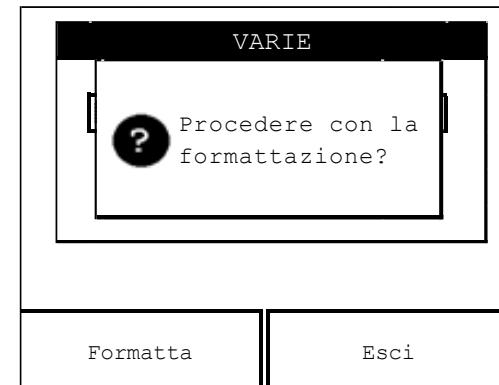 VARIE
?
Procedere con la
formattazione?
Formatta
Esci